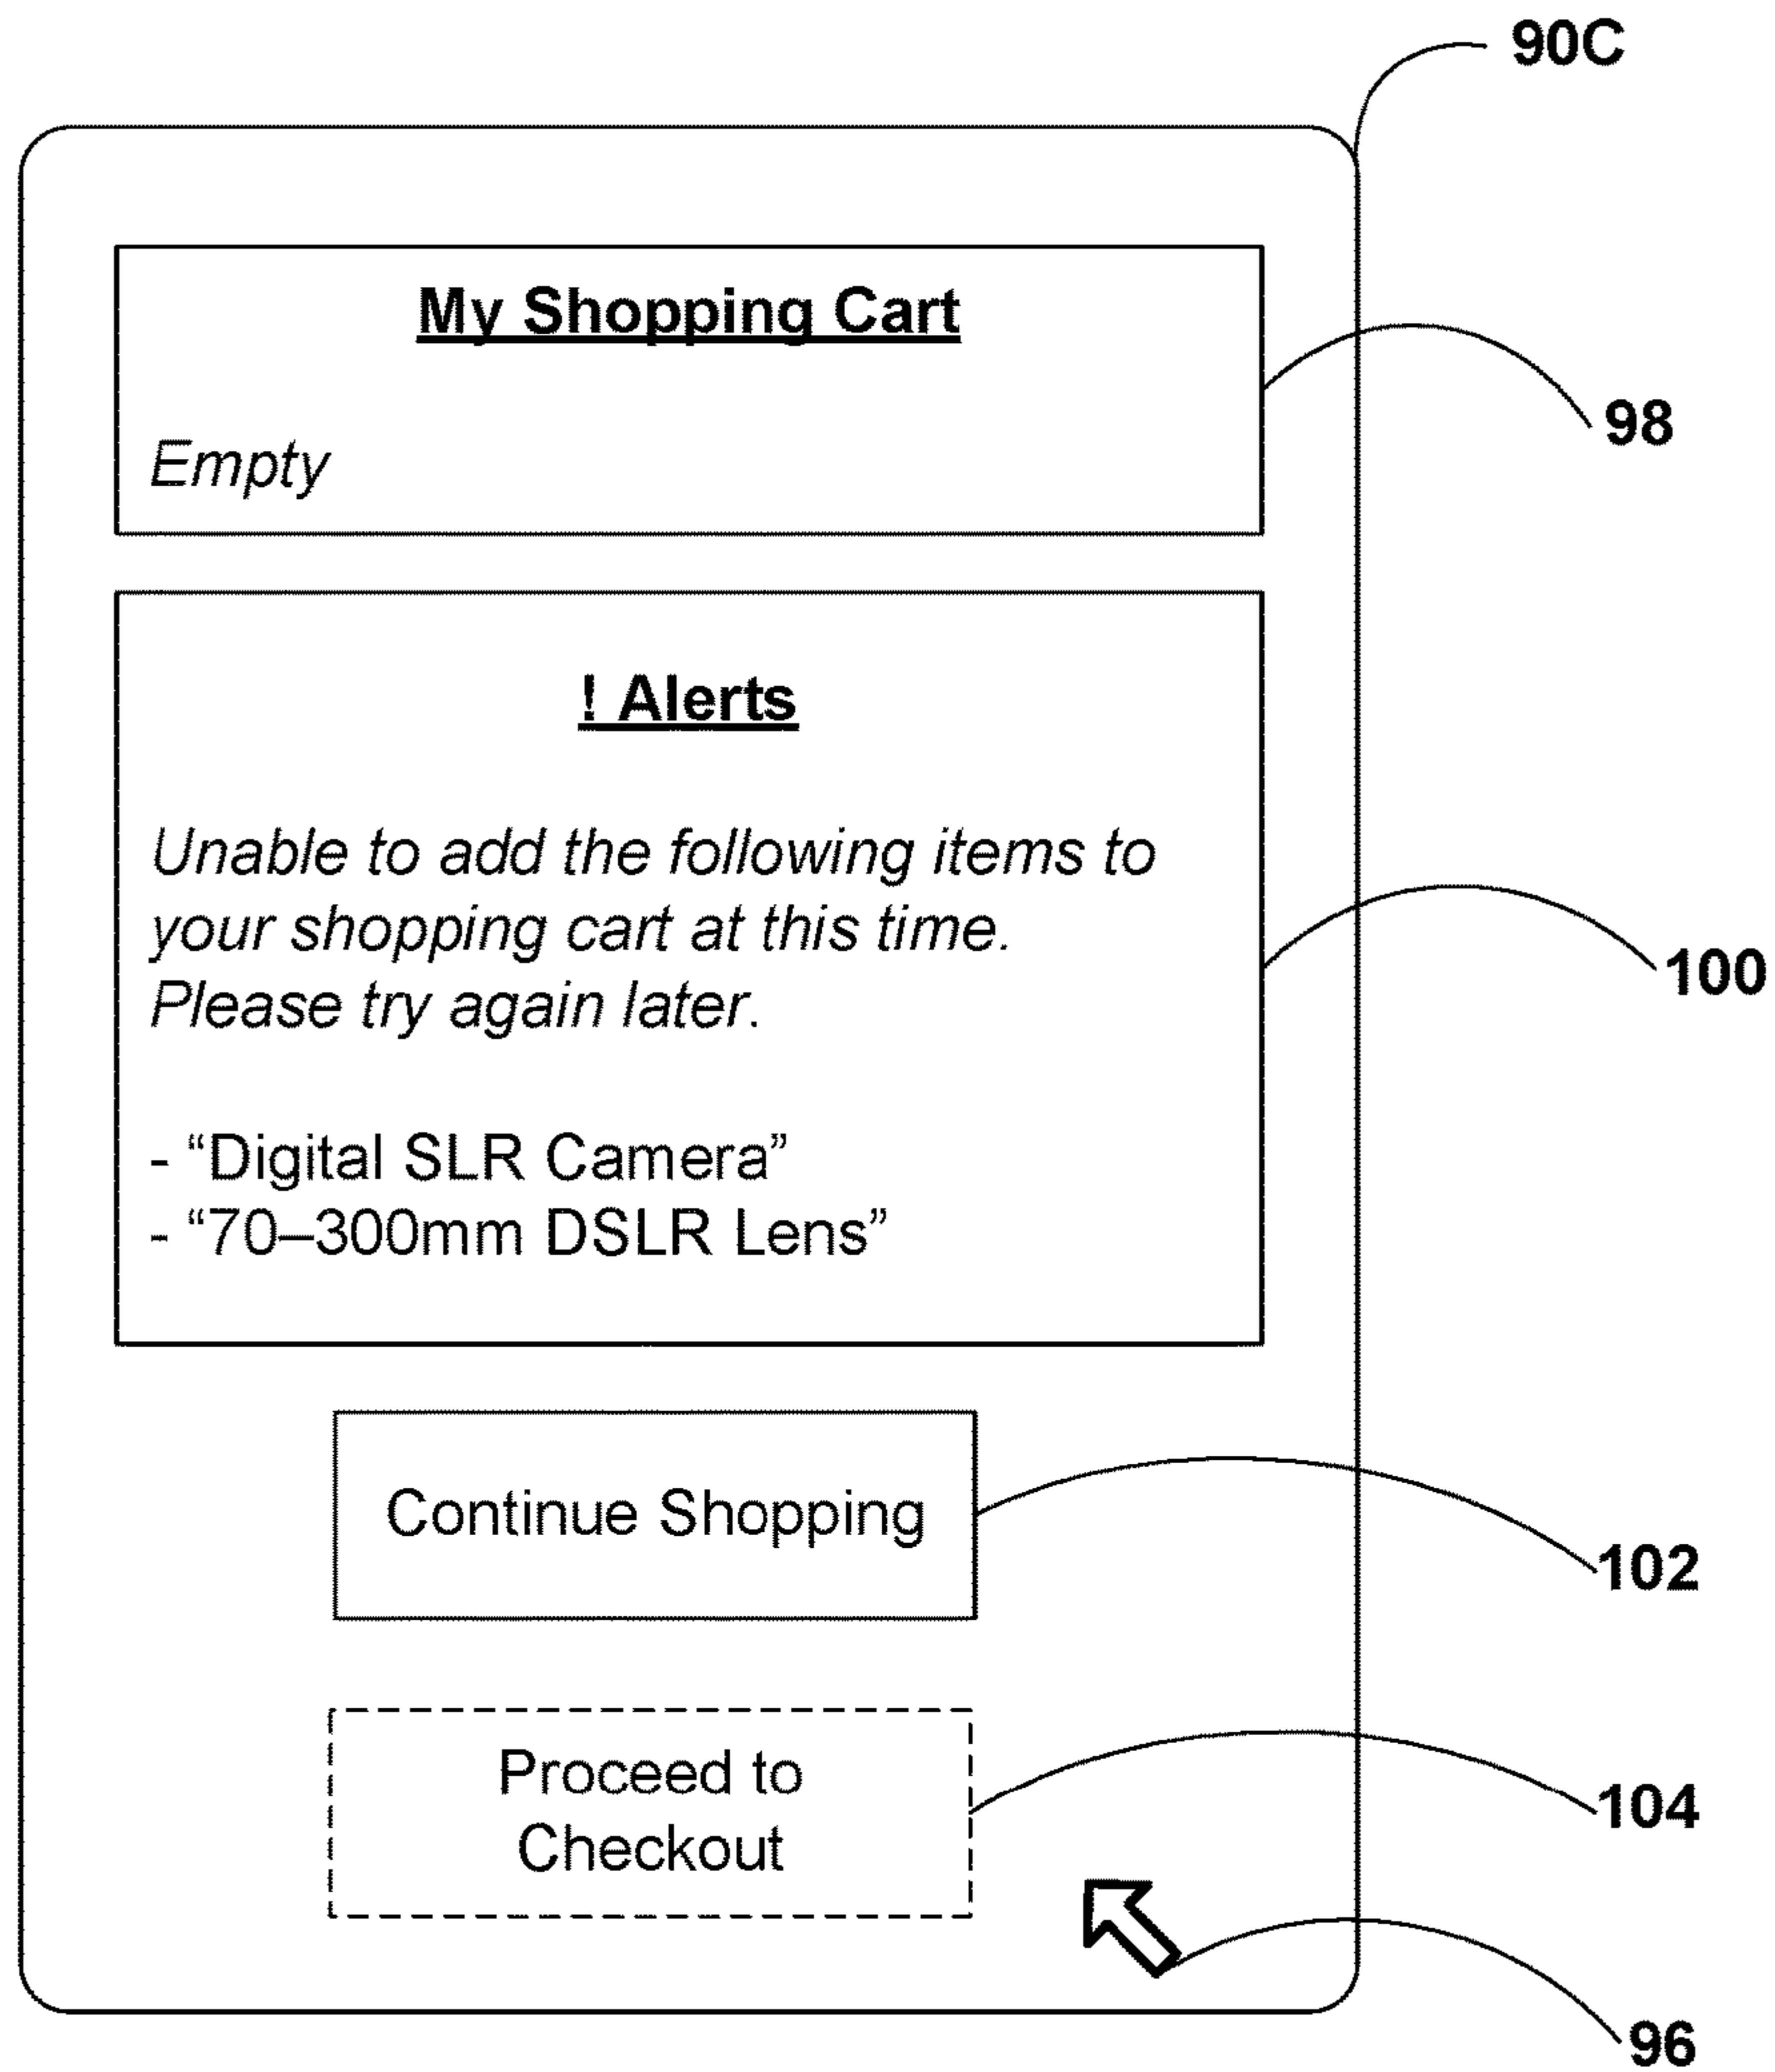 90C
My Shopping Cart
98
Empty
! Alerts
Unable to add the following items to
your shopping cart at this time.
100
Please try again later.
- “Digital SLR Camera”
- “70–300mm DSLR Lens”
Continue Shopping
102
Proceed to
104
Checkout
96